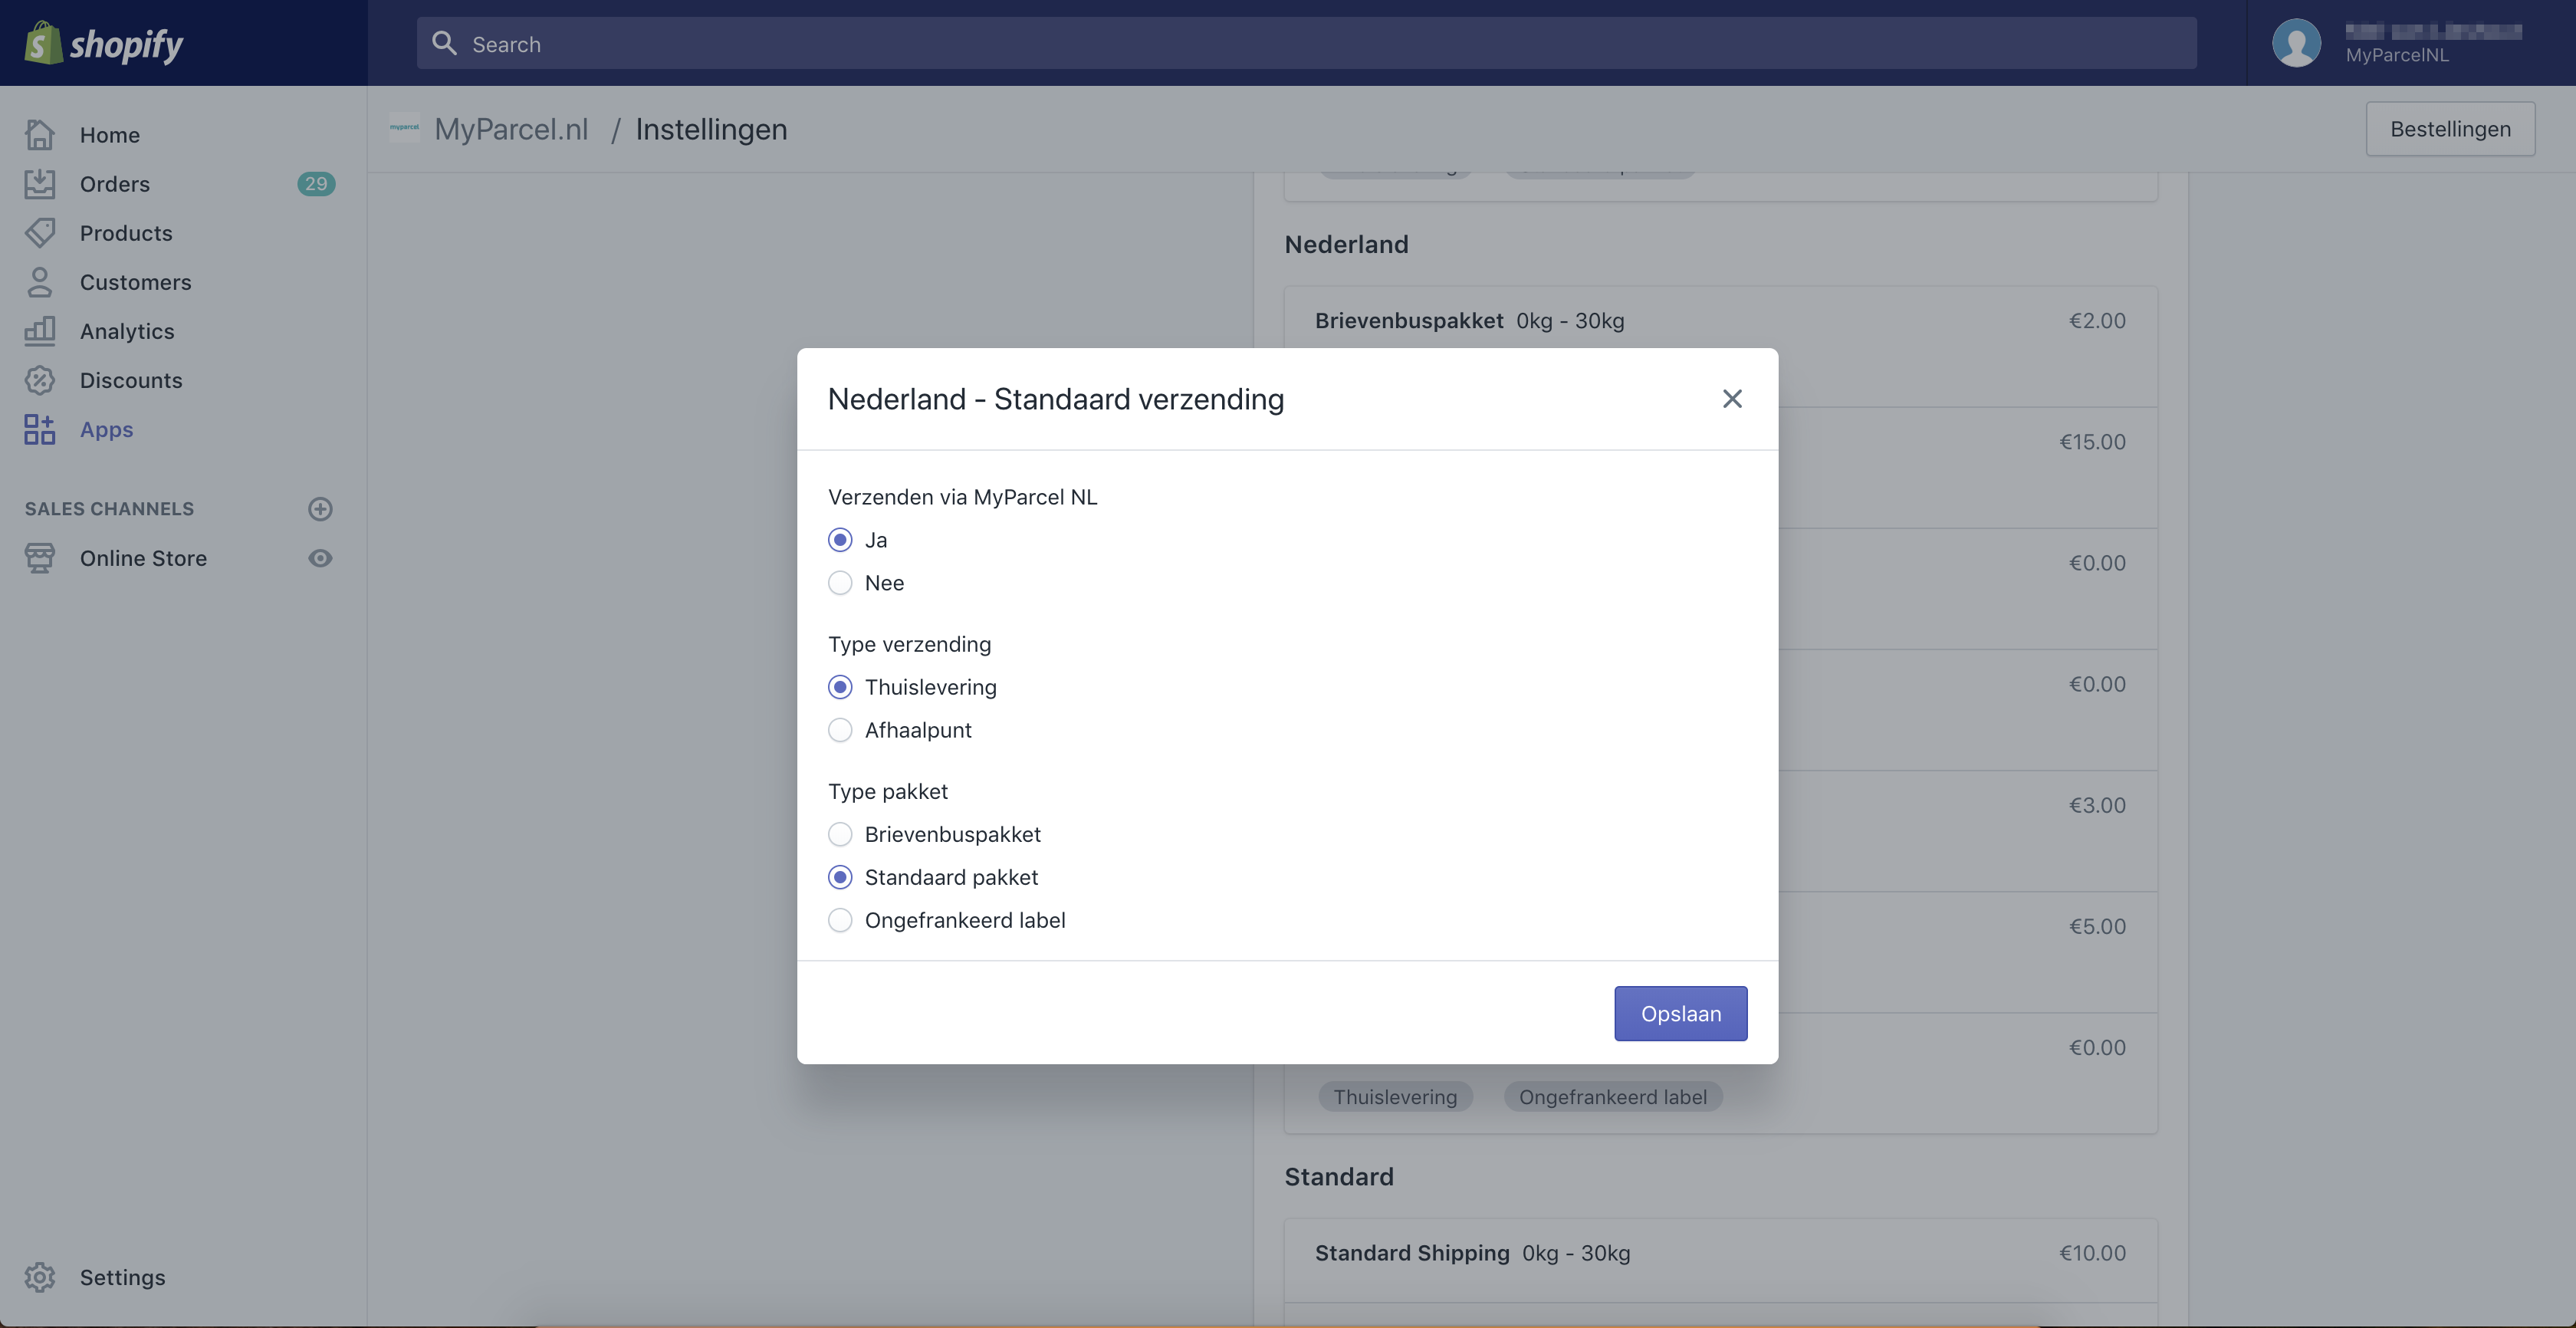 shopify
Search
MyParcelNL
Home
Orders 29
Products
Customers
Analytics
Discounts
Apps
SALES CHANNELS
Online Store
Settings
myparcel MyParcel.nl / Instellingen
Bestellingen
Nederland
Brievenbuspakket 0kg - 30kg €2.00
€15.00
€0.00
€0.00
€3.00
€5.00
€0.00
Thuislevering Ongefrankeerd label
Standard
Standard Shipping 0kg - 30kg €10.00
Nederland - Standaard verzending
Verzenden via MyParcel NL
Ja
Nee
Type verzending
Thuislevering
Afhaalpunt
Type pakket
Brievenbuspakket
Standaard pakket
Ongefrankeerd label
Opslaan